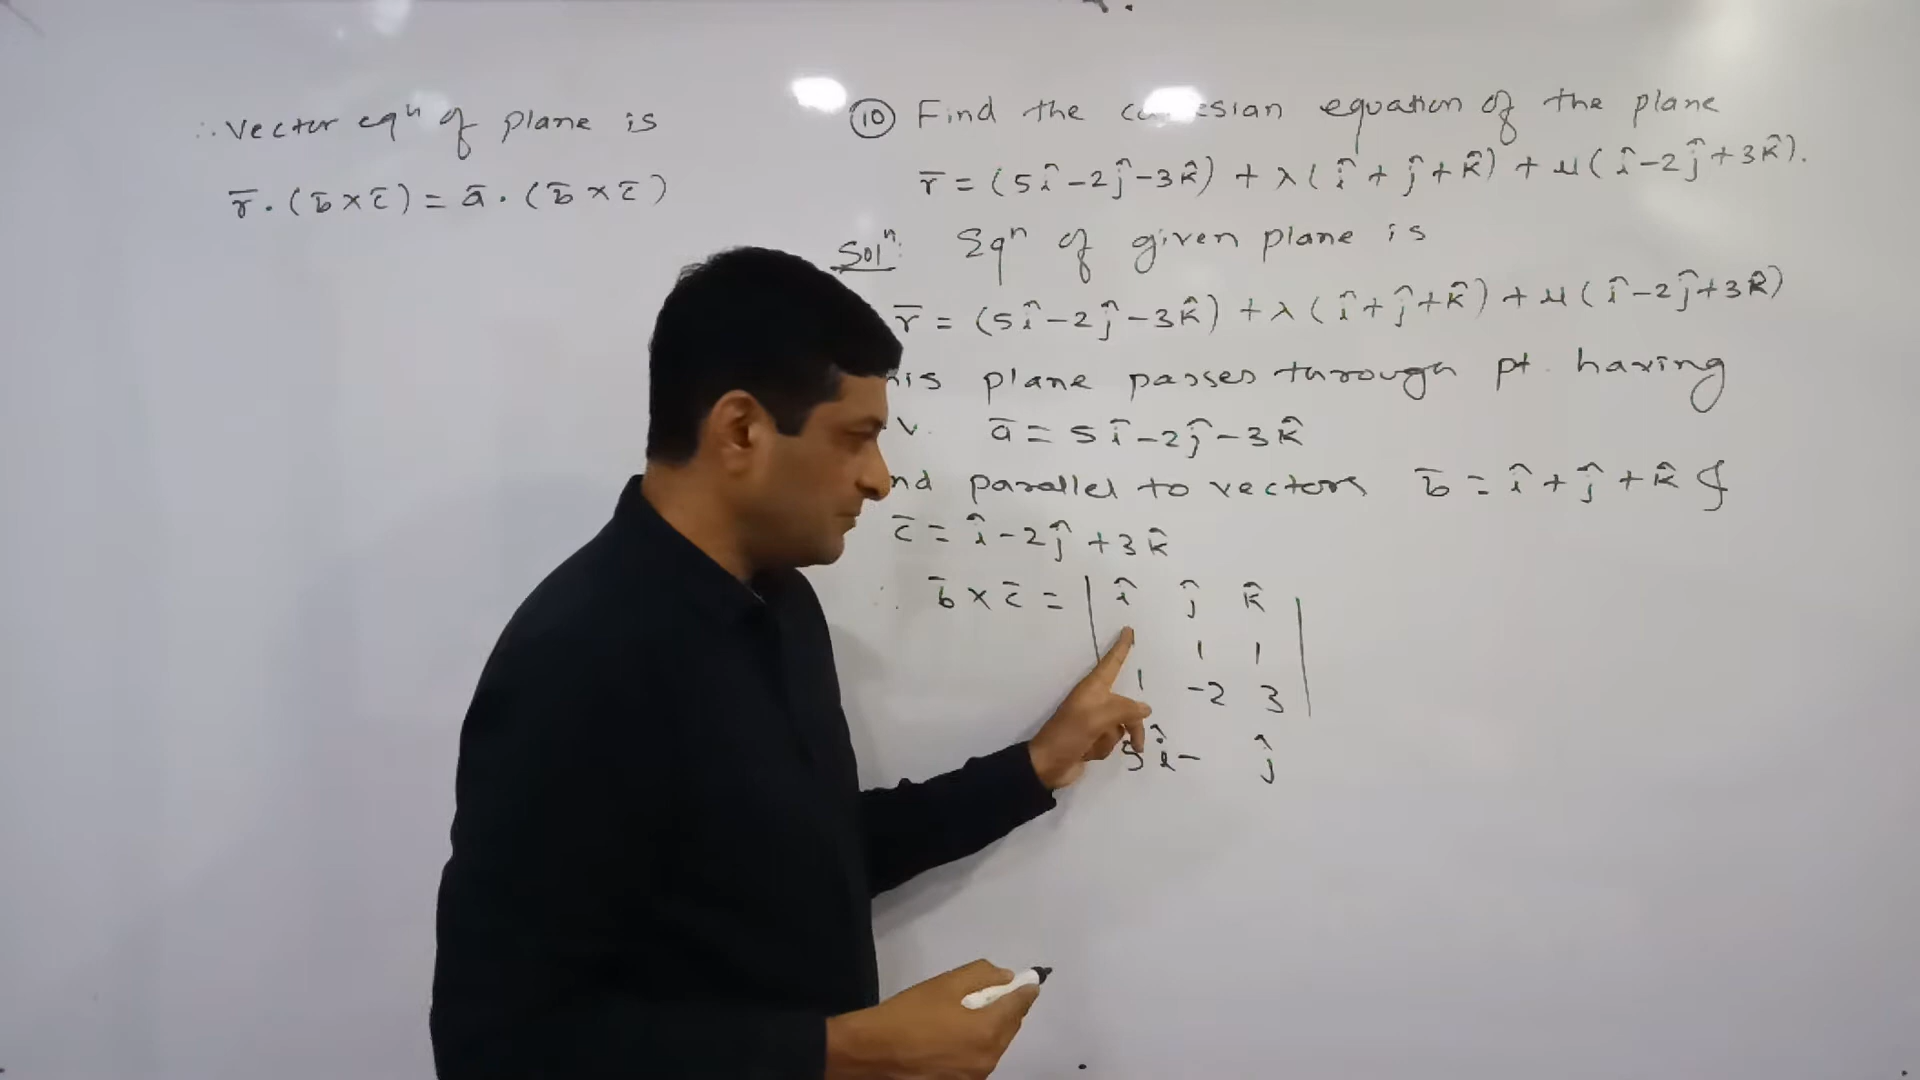 ∴ vector eqⁿ of plane is
r̄ · (b̄ × c̄) = ā · (b̄ × c̄)
⑩ Find the equation of the plane
r̄ = (5î - 2ĵ - 3k̂) + λ(î + ĵ + k̂) + μ(î - 2ĵ + 3k̂).
Solⁿ: Eqⁿ of given plane is
r̄ = (5î - 2ĵ - 3k̂) + λ(î + ĵ + k̂) + μ(î - 2ĵ + 3k̂)
plane passes through pt. having
ā = 5î - 2ĵ - 3k̂
parallel to vectors b̄ = î + ĵ + k̂ &
c̄ = î - 2ĵ + 3k̂
∴ b̄ × c̄ = | î ĵ k̂ |
1 1 1
1 -2 3
5î - ĵ